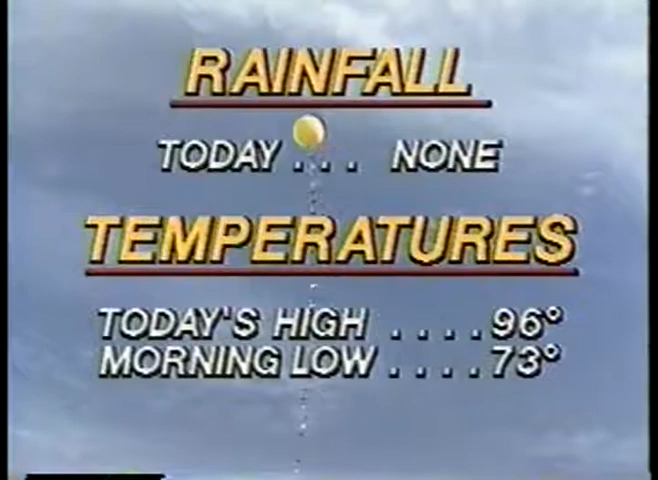 RAINFALL
TODAY . . . NONE
TEMPERATURES
TODAY'S HIGH . . . . 96°
MORNING LOW . . . . 73°